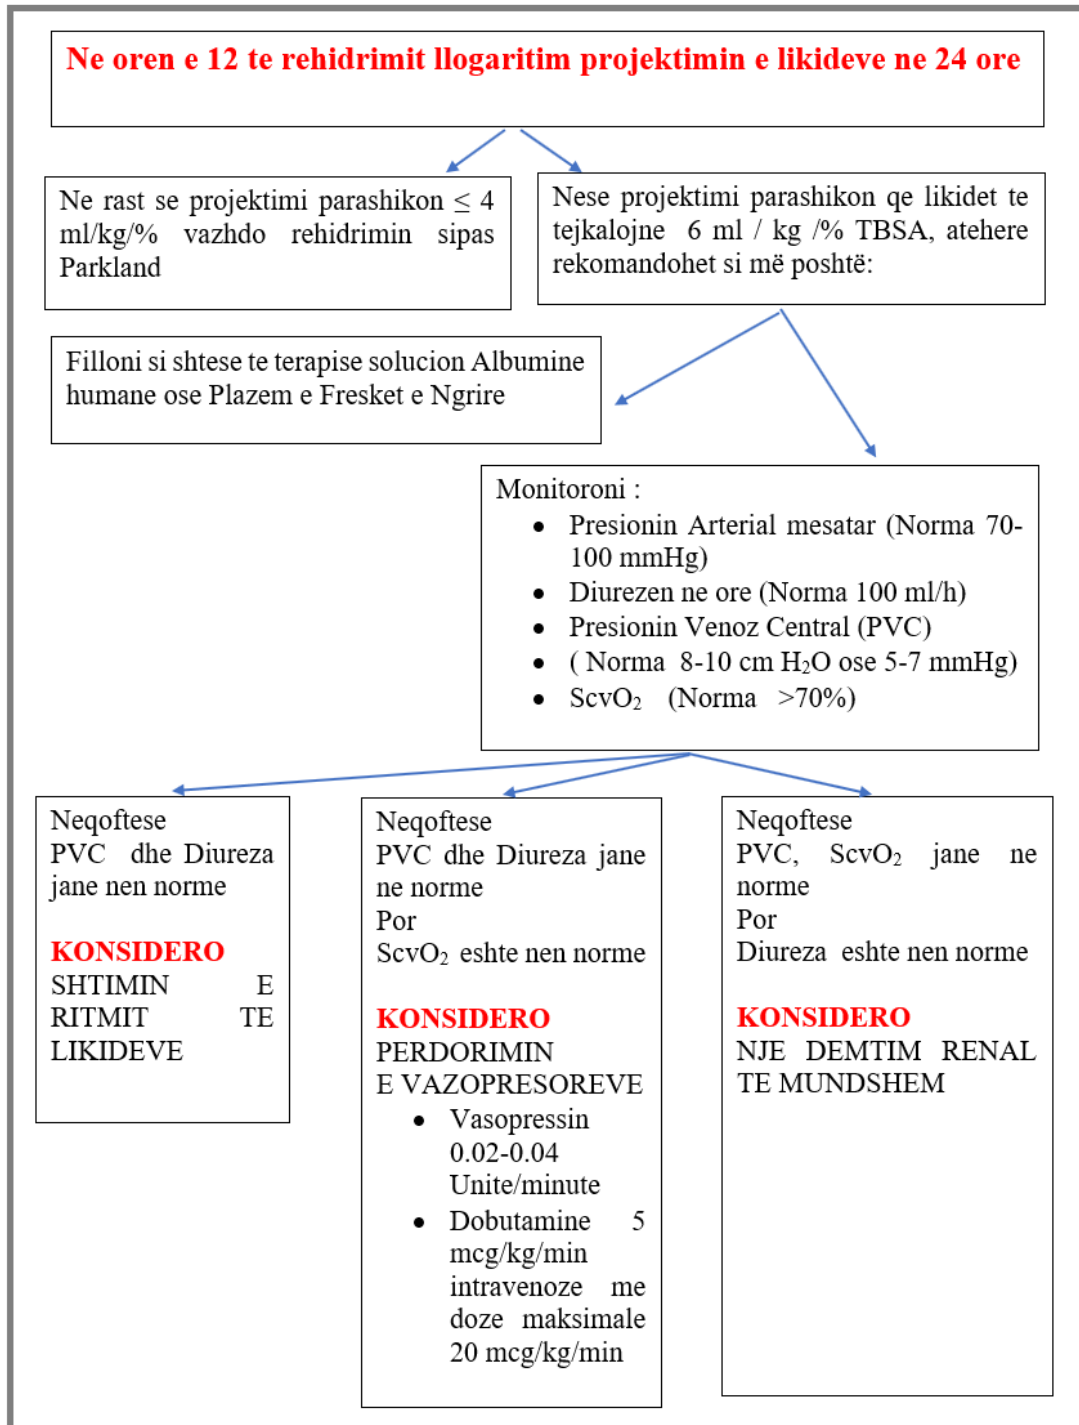 Ne oren e 12 te rehidrimit llogaritim projektimin e likideve ne 24 ore
Ne rast se projektimi parashikon ≤ 4
ml/kg/% vazhdo rehidrimin sipas
Parkland
Nese projektimi parashikon qe likidet te
tejkalojne 6 ml / kg /% TBSA, atehere
rekomandohet si më poshtë:
Filloni si shtese te terapise solucion Albumine
humane ose Plazem e Fresket e Ngrire
Monitoroni :
• Presionin Arterial mesatar (Norma 70-
100 mmHg)
• Diurezen ne ore (Norma 100 ml/h)
• Presionin Venoz Central (PVC)
• ( Norma 8-10 cm H₂O ose 5-7 mmHg)
• ScvO₂ (Norma >70%)
Neqoftese
PVC dhe Diureza
jane nen norme
KONSIDERO
SHTIMIN E
RITMIT TE
LIKIDEVE
Neqoftese
PVC dhe Diureza jane
ne norme
Por
ScvO₂ eshte nen norme
KONSIDERO
PERDORIMIN
E VAZOPRESOREVE
• Vasopressin
0.02-0.04
Unite/minute
• Dobutamine 5
mcg/kg/min
intravenoze me
doze maksimale
20 mcg/kg/min
Neqoftese
PVC, ScvO₂ jane ne
norme
Por
Diureza eshte nen norme
KONSIDERO
NJE DEMTIM RENAL
TE MUNDSHEM